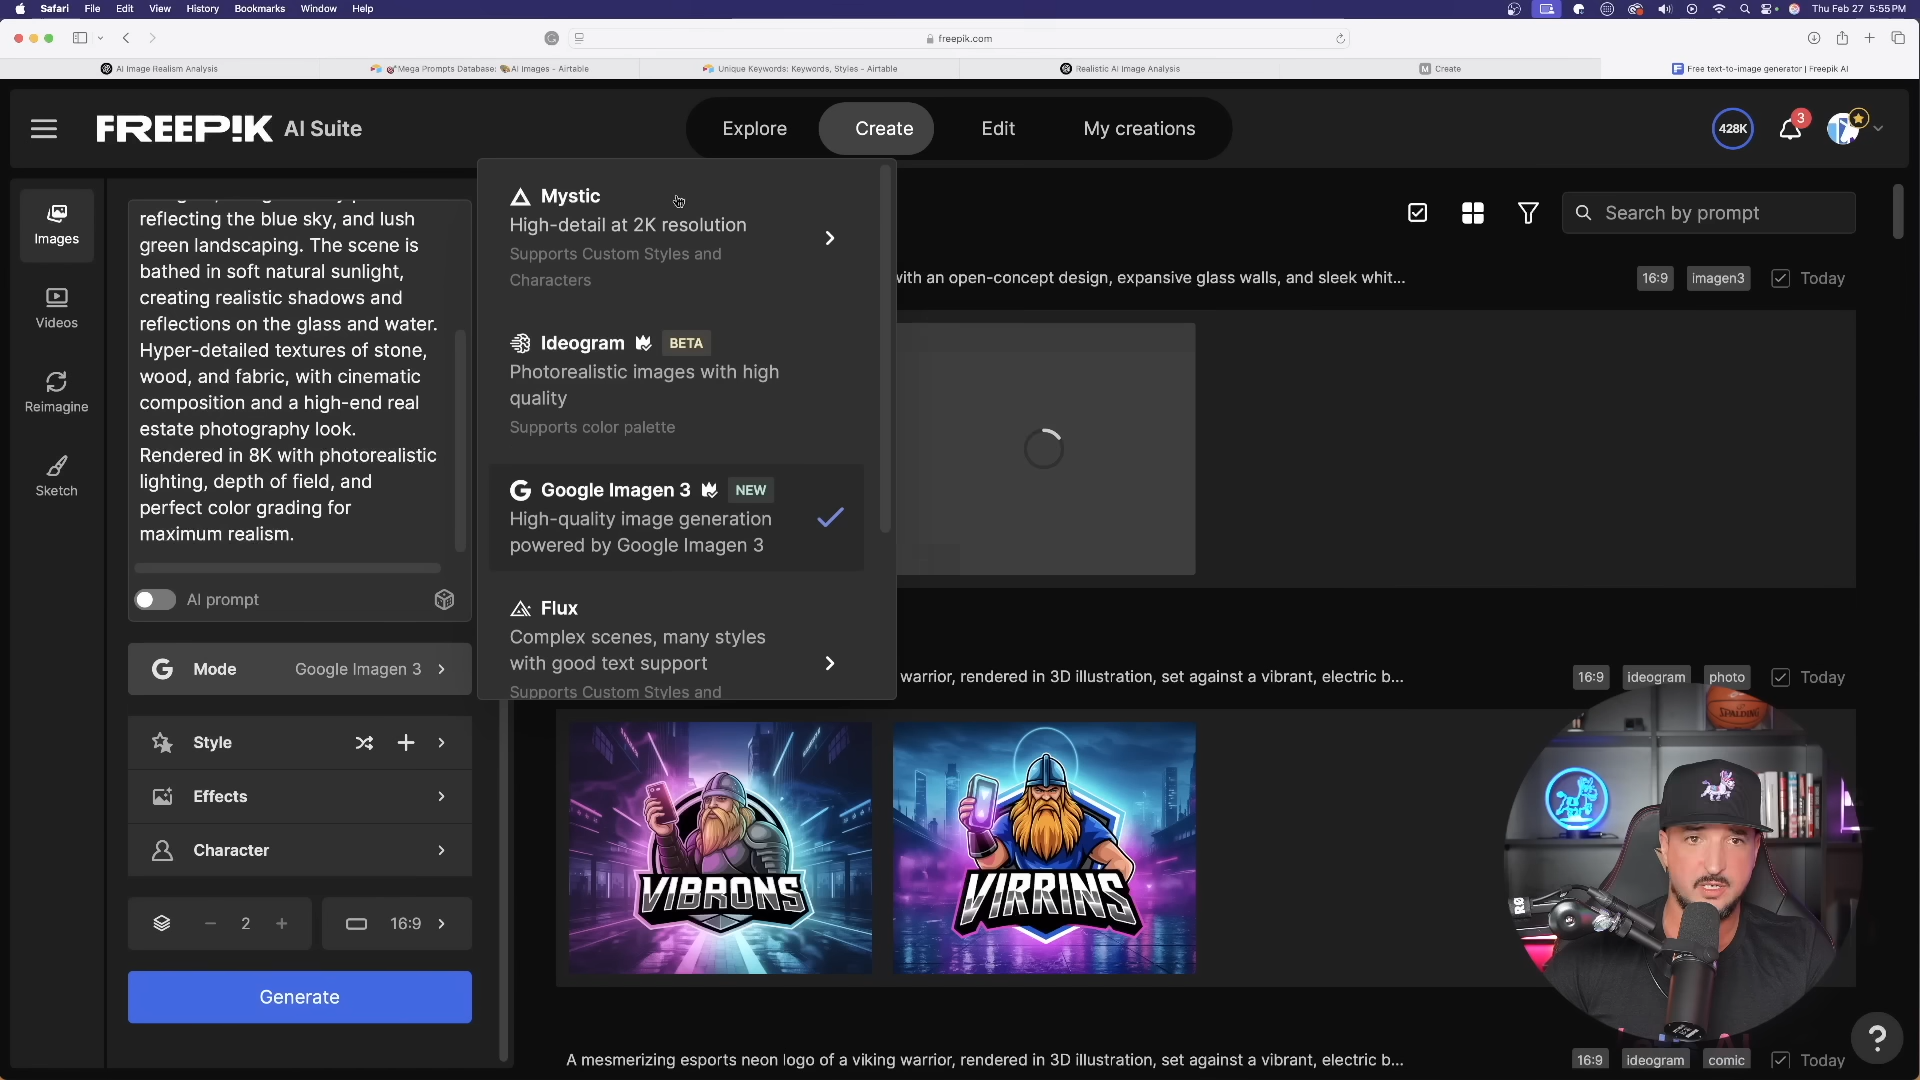 Safari File Edit View History Bookmarks Window Help Thu Feb 27 5:55 PM
freepik.com
AI Image Realism Analysis
Mega Prompts Database: AI Images - Airtable
Unique Keywords: Keywords, Styles - Airtable
Realistic AI Image Analysis
M Create
Free text-to-image generator | Freepik AI
FREEP!K AI Suite
Explore
Create
Edit
My creations
428K
3
Images
Videos
Reimagine
Sketch
reflecting the blue sky, and lush
green landscaping. The scene is
bathed in soft natural sunlight,
creating realistic shadows and
reflections on the glass and water.
Hyper-detailed textures of stone,
wood, and fabric, with cinematic
composition and a high-end real
estate photography look.
Rendered in 8K with photorealistic
lighting, depth of field, and
perfect color grading for
maximum realism.
AI prompt
Mode Google Imagen 3
Style
Effects
Character
2
16:9
Generate
Mystic
High-detail at 2K resolution
Supports Custom Styles and
Characters
Ideogram BETA
Photorealistic images with high
quality
Supports color palette
Google Imagen 3 NEW
High-quality image generation
powered by Google Imagen 3
Flux
Complex scenes, many styles
with good text support
Supports Custom Styles and
Search by prompt
with an open-concept design, expansive glass walls, and sleek whit...
16:9 imagen3 Today
warrior, rendered in 3D illustration, set against a vibrant, electric b...
16:9 ideogram photo Today
VIBRONS
VIRRINS
SPALDING
A mesmerizing esports neon logo of a viking warrior, rendered in 3D illustration, set against a vibrant, electric b...
16:9 ideogram comic Today
?